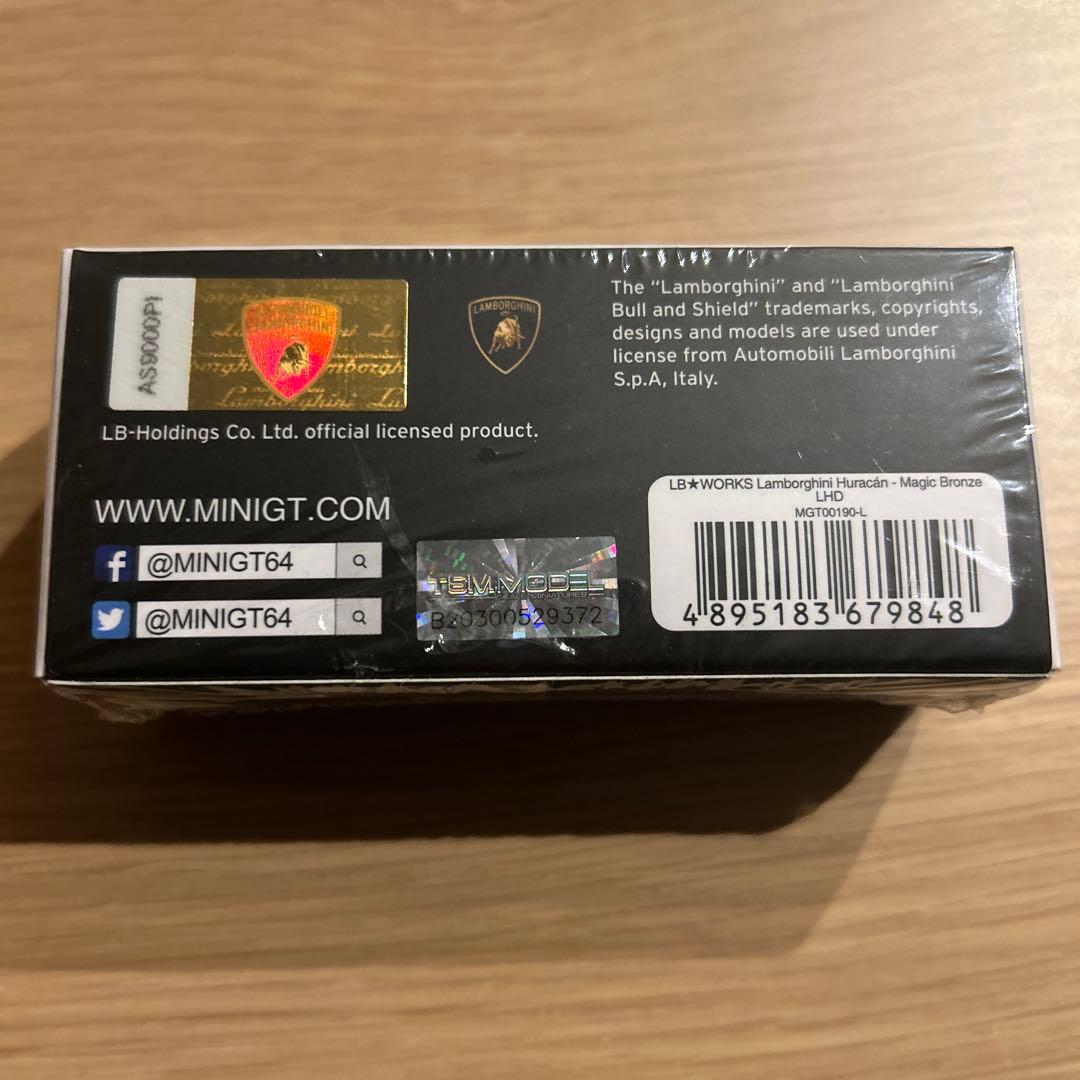 AS9000PI
LAMBORGHINI
The “Lamborghini” and “Lamborghini
Bull and Shield” trademarks, copyrights,
designs and models are used under
license from Automobili Lamborghini
S.p.A, Italy.
LB-Holdings Co. Ltd. official licensed product.
WWW.MINIGT.COM
@MINIGT64
@MINIGT64
TSM MODEL
B20300529372
LB★WORKS Lamborghini Huracán - Magic Bronze
LHD
MGT00190-L
4 895183 679848